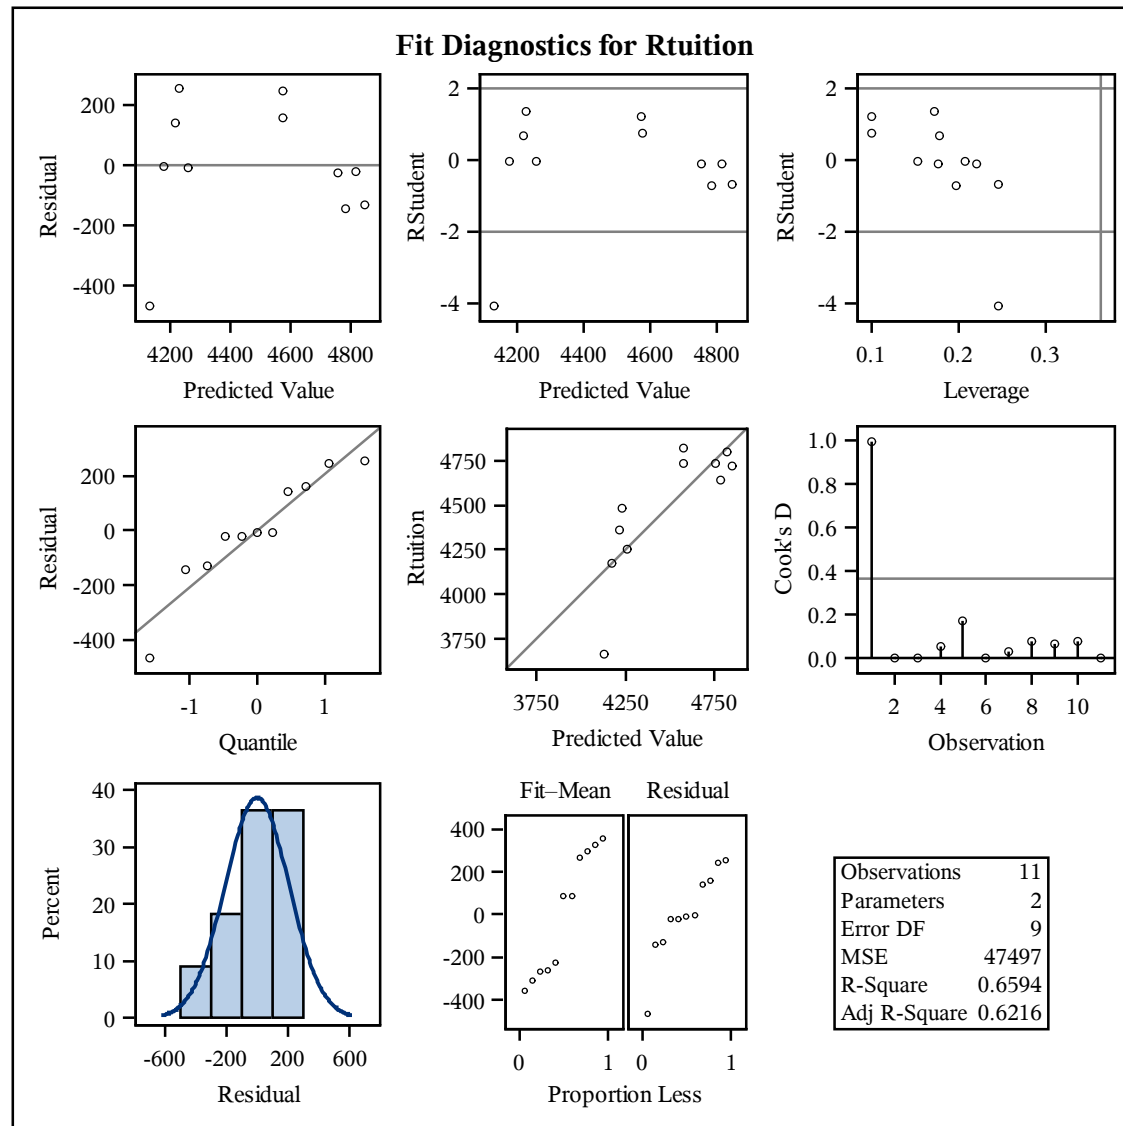 Fit Diagnostics for Rtuition
200
0
-200
-400
Residual
4200 4400 4600 4800
Predicted Value
2
0
-2
-4
RStudent
4200 4400 4600 4800
Predicted Value
2
0
-2
-4
RStudent
0.1 0.2 0.3
Leverage
200
0
-200
-400
Residual
-1 0 1
Quantile
4750
4500
4250
4000
3750
Rtuition
3750 4250 4750
Predicted Value
1.0
0.8
0.6
0.4
0.2
0.0
Cook's D
2 4 6 8 10
Observation
40
30
20
10
0
Percent
-600 -200 200 600
Residual
Fit–Mean Residual
400
200
0
-200
-400
0 1 0 1
Proportion Less
Observations 11
Parameters 2
Error DF 9
MSE 47497
R-Square 0.6594
Adj R-Square 0.6216